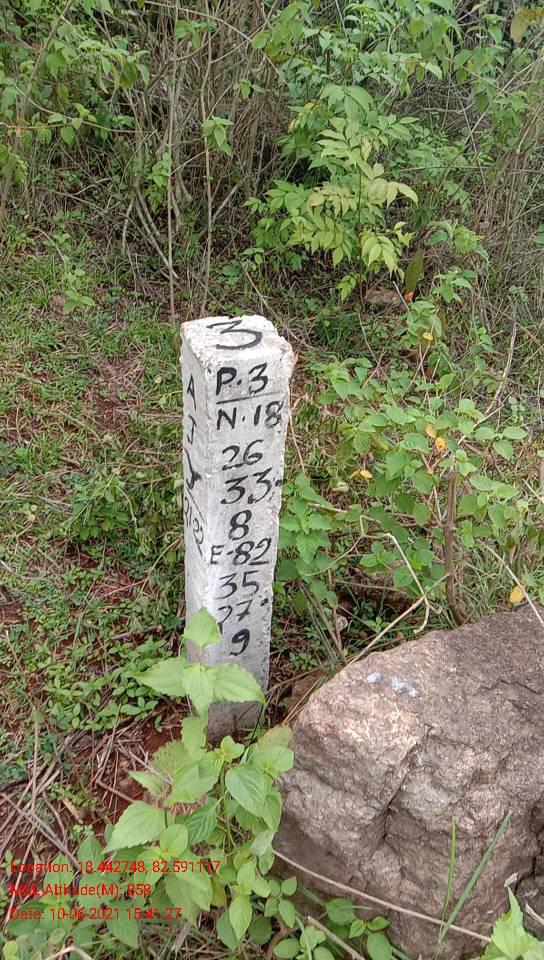 3
P.3
N.18
26
33.
8
E.82
35
27.
9
A
J
Y
2122
Location: 18.442748, 82.591117
MSL Altitude(M): 858
Date: 10-06-2021 15:41:27